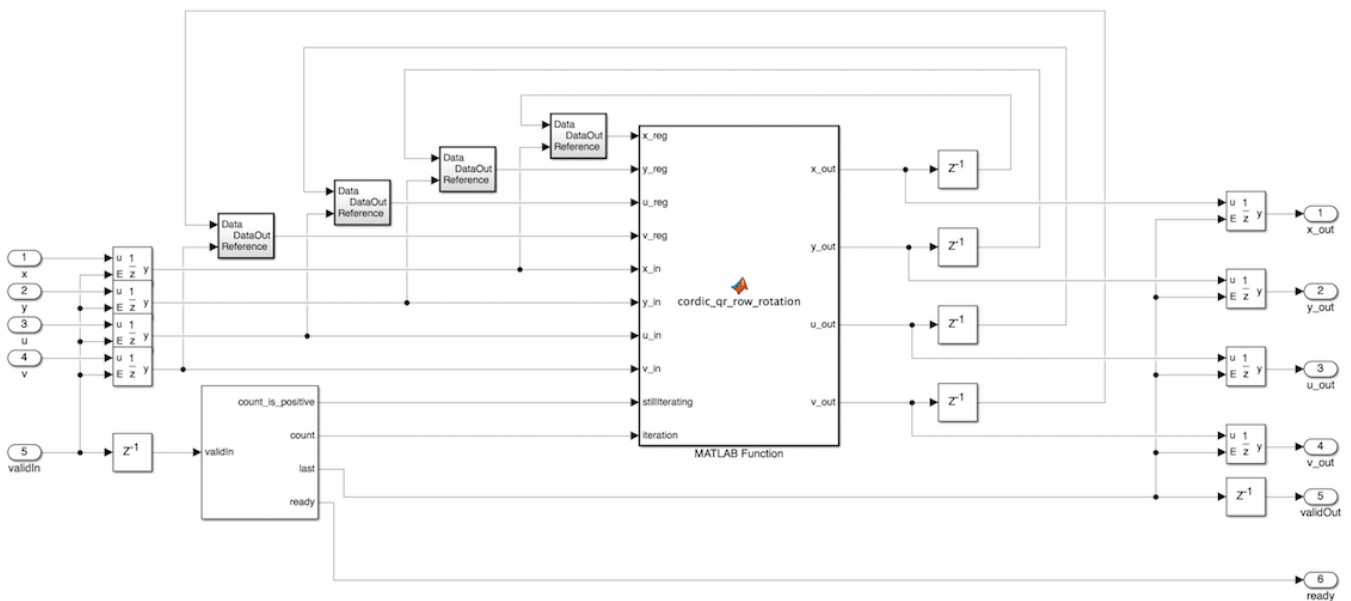 Data
DataOut
Reference
Data
DataOut
Reference
Data
DataOut
Reference
Data
DataOut
Reference
1
x
2
y
3
u
4
v
5
validIn
u 1
E z y
u 1
E z y
u 1
E z y
u 1
E z y
Z-1
validIn
count_is_positive
count
last
ready
x_reg
y_reg
u_reg
v_reg
x_in
y_in
u_in
v_in
stillIterating
iteration
cordic_qr_row_rotation
x_out
y_out
u_out
v_out
MATLAB Function
Z-1
Z-1
Z-1
Z-1
u 1
E z y
1
x_out
u 1
E z y
2
y_out
u 1
E z y
3
u_out
u 1
E z y
4
v_out
Z-1
5
validOut
6
ready